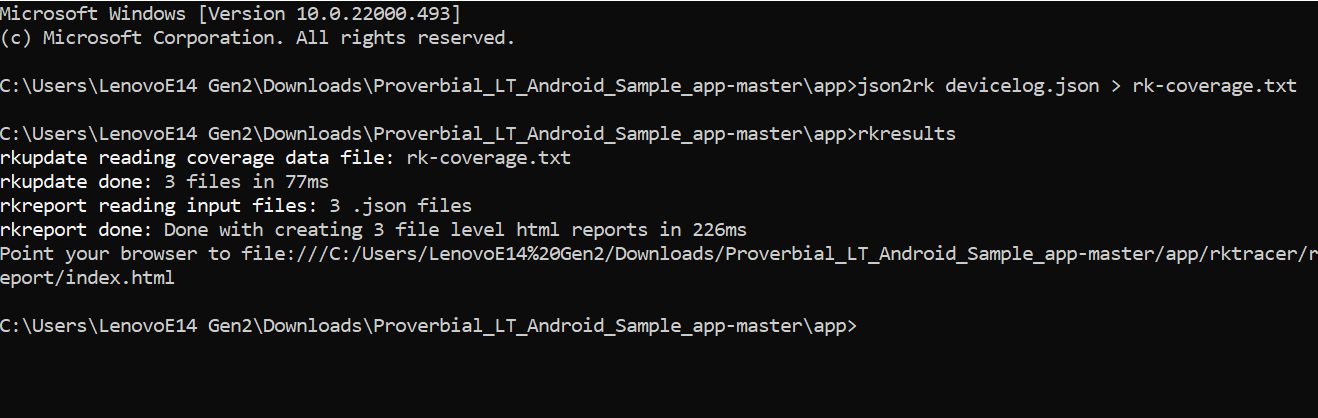 Microsoft Windows [Version 10.0.22000.493]
(c) Microsoft Corporation. All rights reserved.
C:\Users\LenovoE14 Gen2\Downloads\Proverbial_LT_Android_Sample_app-master\app>json2rk devicelog.json > rk-coverage.txt
C:\Users\LenovoE14 Gen2\Downloads\Proverbial_LT_Android_Sample_app-master\app>rkresults
rkupdate reading coverage data file: rk-coverage.txt
rkupdate done: 3 files in 77ms
rkreport reading input files: 3 .json files
rkreport done: Done with creating 3 file level html reports in 226ms
Point your browser to file:///C:/Users/LenovoE14%20Gen2/Downloads/Proverbial_LT_Android_Sample_app-master/app/rktracer/r
eport/index.html
C:\Users\LenovoE14 Gen2\Downloads\Proverbial_LT_Android_Sample_app-master\app>